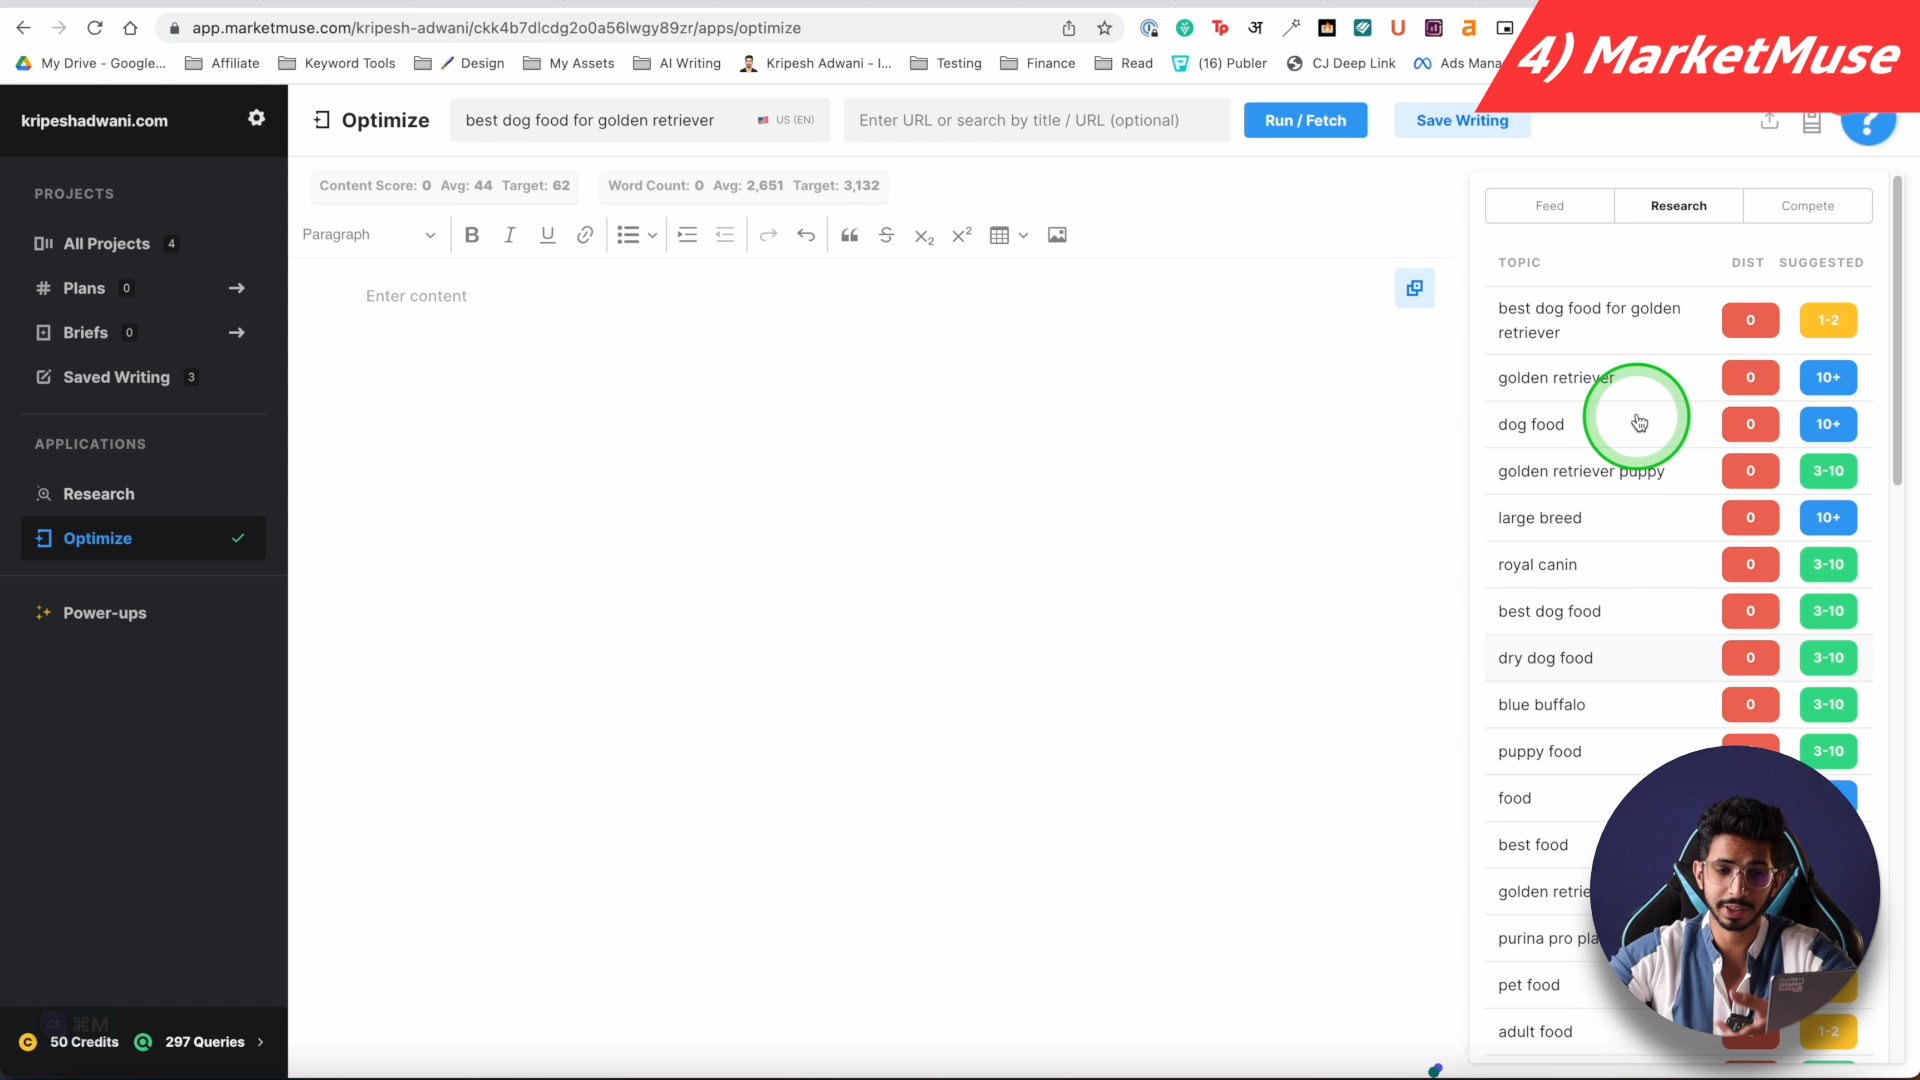 app.marketmuse.com/kripesh-adwani/ckk4b7dlcdg2o0a56lwgy89zr/apps/optimize
4) MarketMuse
My Drive - Google...
Affiliate
Keyword Tools
Design
My Assets
AI Writing
Kripesh Adwani - I...
Testing
Finance
Read
(16) Publer
CJ Deep Link
Ads Mana
kripeshadwani.com
Optimize
best dog food for golden retriever
US (EN)
Enter URL or search by title / URL (optional)
Run / Fetch
Save Writing
?
PROJECTS
All Projects 4
Plans 0
Briefs 0
Saved Writing 3
APPLICATIONS
Research
Optimize
Power-ups
⌘M
50 Credits
297 Queries
Content Score: 0 Avg: 44 Target: 62
Word Count: 0 Avg: 2,651 Target: 3,132
Paragraph
Enter content
Feed Research Compete
TOPIC DIST SUGGESTED
best dog food for golden
retriever 0 1-2
golden retriever 0 10+
dog food 0 10+
golden retriever puppy 0 3-10
large breed 0 10+
royal canin 0 3-10
best dog food 0 3-10
dry dog food 0 3-10
blue buffalo 0 3-10
puppy food 3-10
food
best food
golden retrie
purina pro pla
pet food
adult food 1-2